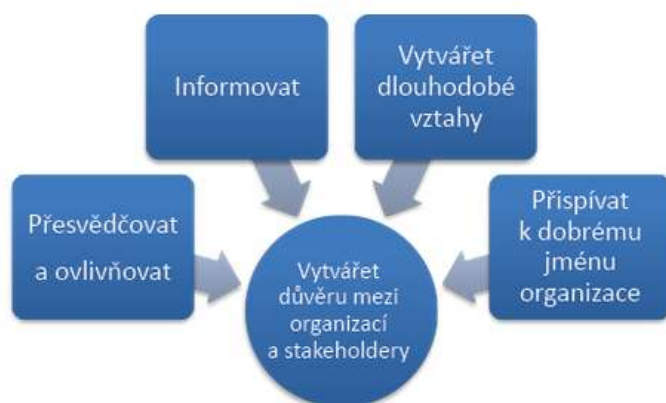 Informovat
Vytvářet
dlouhodobé
vztahy
Přesvědčovat
a ovlivňovat
Přispívat
k dobrému
jménu
organizace
Vytvářet
důvěru mezi
organizací
a stakeholdery